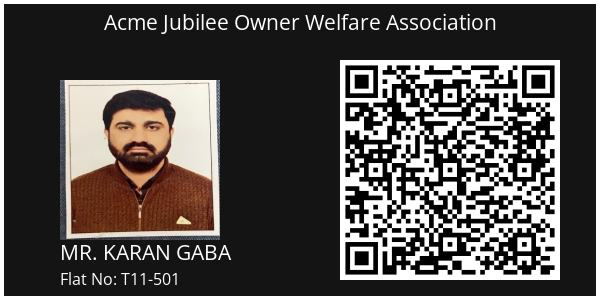 Acme Jubilee Owner Welfare Association
MR. KARAN GABA
Flat No: T11-501